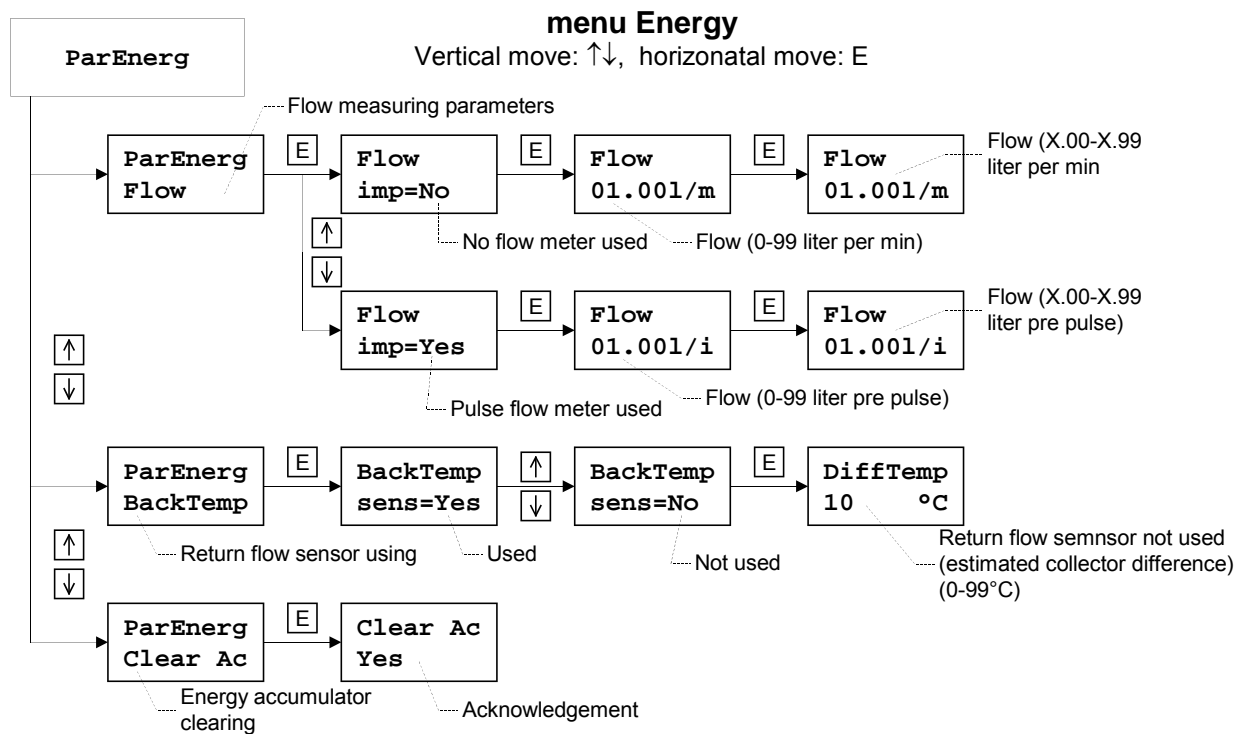 menu Energy
Vertical move: ↑↓, horizonatal move: E
ParEnerg
Flow measuring parameters
ParEnerg
Flow
E
Flow
imp=No
E
Flow
01.00l/m
E
Flow
01.00l/m
Flow (X.00-X.99
liter per min
No flow meter used
Flow (0-99 liter per min)
↑
↓
Flow
imp=Yes
E
Flow
01.00l/i
E
Flow
01.00l/i
Flow (X.00-X.99
liter pre pulse)
Pulse flow meter used
Flow (0-99 liter pre pulse)
↑
↓
ParEnerg
BackTemp
E
BackTemp
sens=Yes
↑
↓
BackTemp
sens=No
E
DiffTemp
10 °C
Return flow sensor using
Used
Not used
Return flow semnsor not used
(estimated collector difference)
(0-99°C)
↑
↓
ParEnerg
Clear Ac
E
Clear Ac
Yes
Energy accumulator
clearing
Acknowledgement